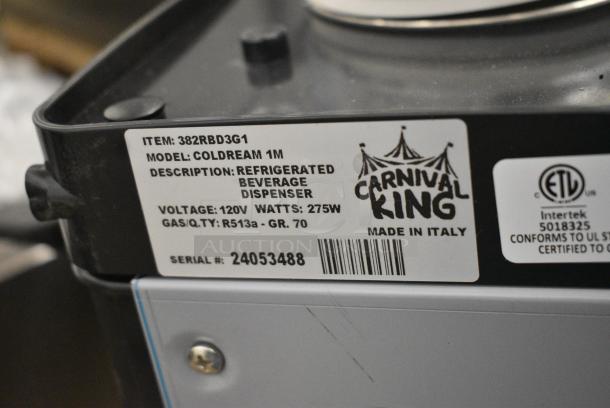 ITEM: 382RBD3G1
MODEL: COLDREAM 1M
DESCRIPTION: REFRIGERATED
BEVERAGE
DISPENSER
VOLTAGE: 120V WATTS: 275W
GAS/Q.TY: R513a - GR. 70
SERIAL #: 24053488
CARNIVAL
KING
MADE IN ITALY
AUCTION
C ETL
Intertek
5018325
CONFORMS TO UL ST
CERTIFIED TO